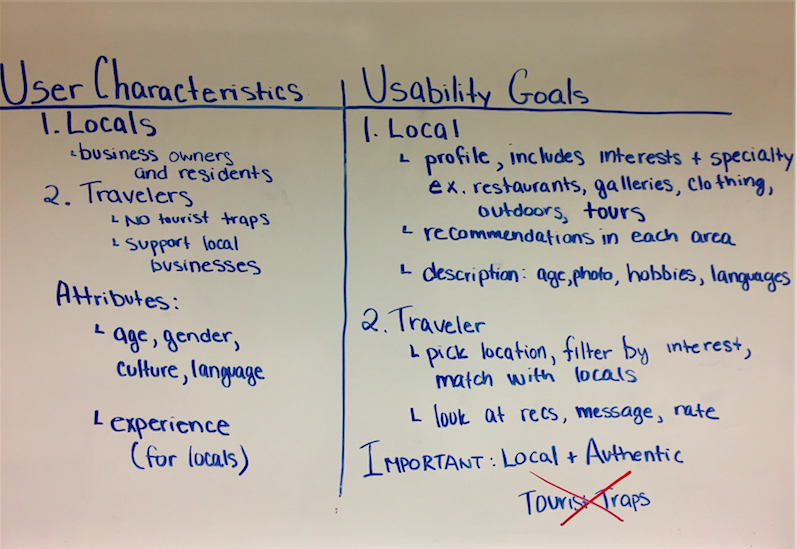 User Characteristics
1. Locals
business owners
and residents
2. Travelers
No tourist traps
support local
businesses
Attributes:
age, gender,
culture, language
experience
(for locals)
Usability Goals
1. Local
profile, includes interests + specialty
ex. restaurants, galleries, clothing,
outdoors, tours
recommendations in each area
description: age, photo, hobbies, languages
2. Traveler
pick location, filter by interest,
match with locals
look at recs, message, rate
IMPORTANT: Local + Authentic
Tourist Traps